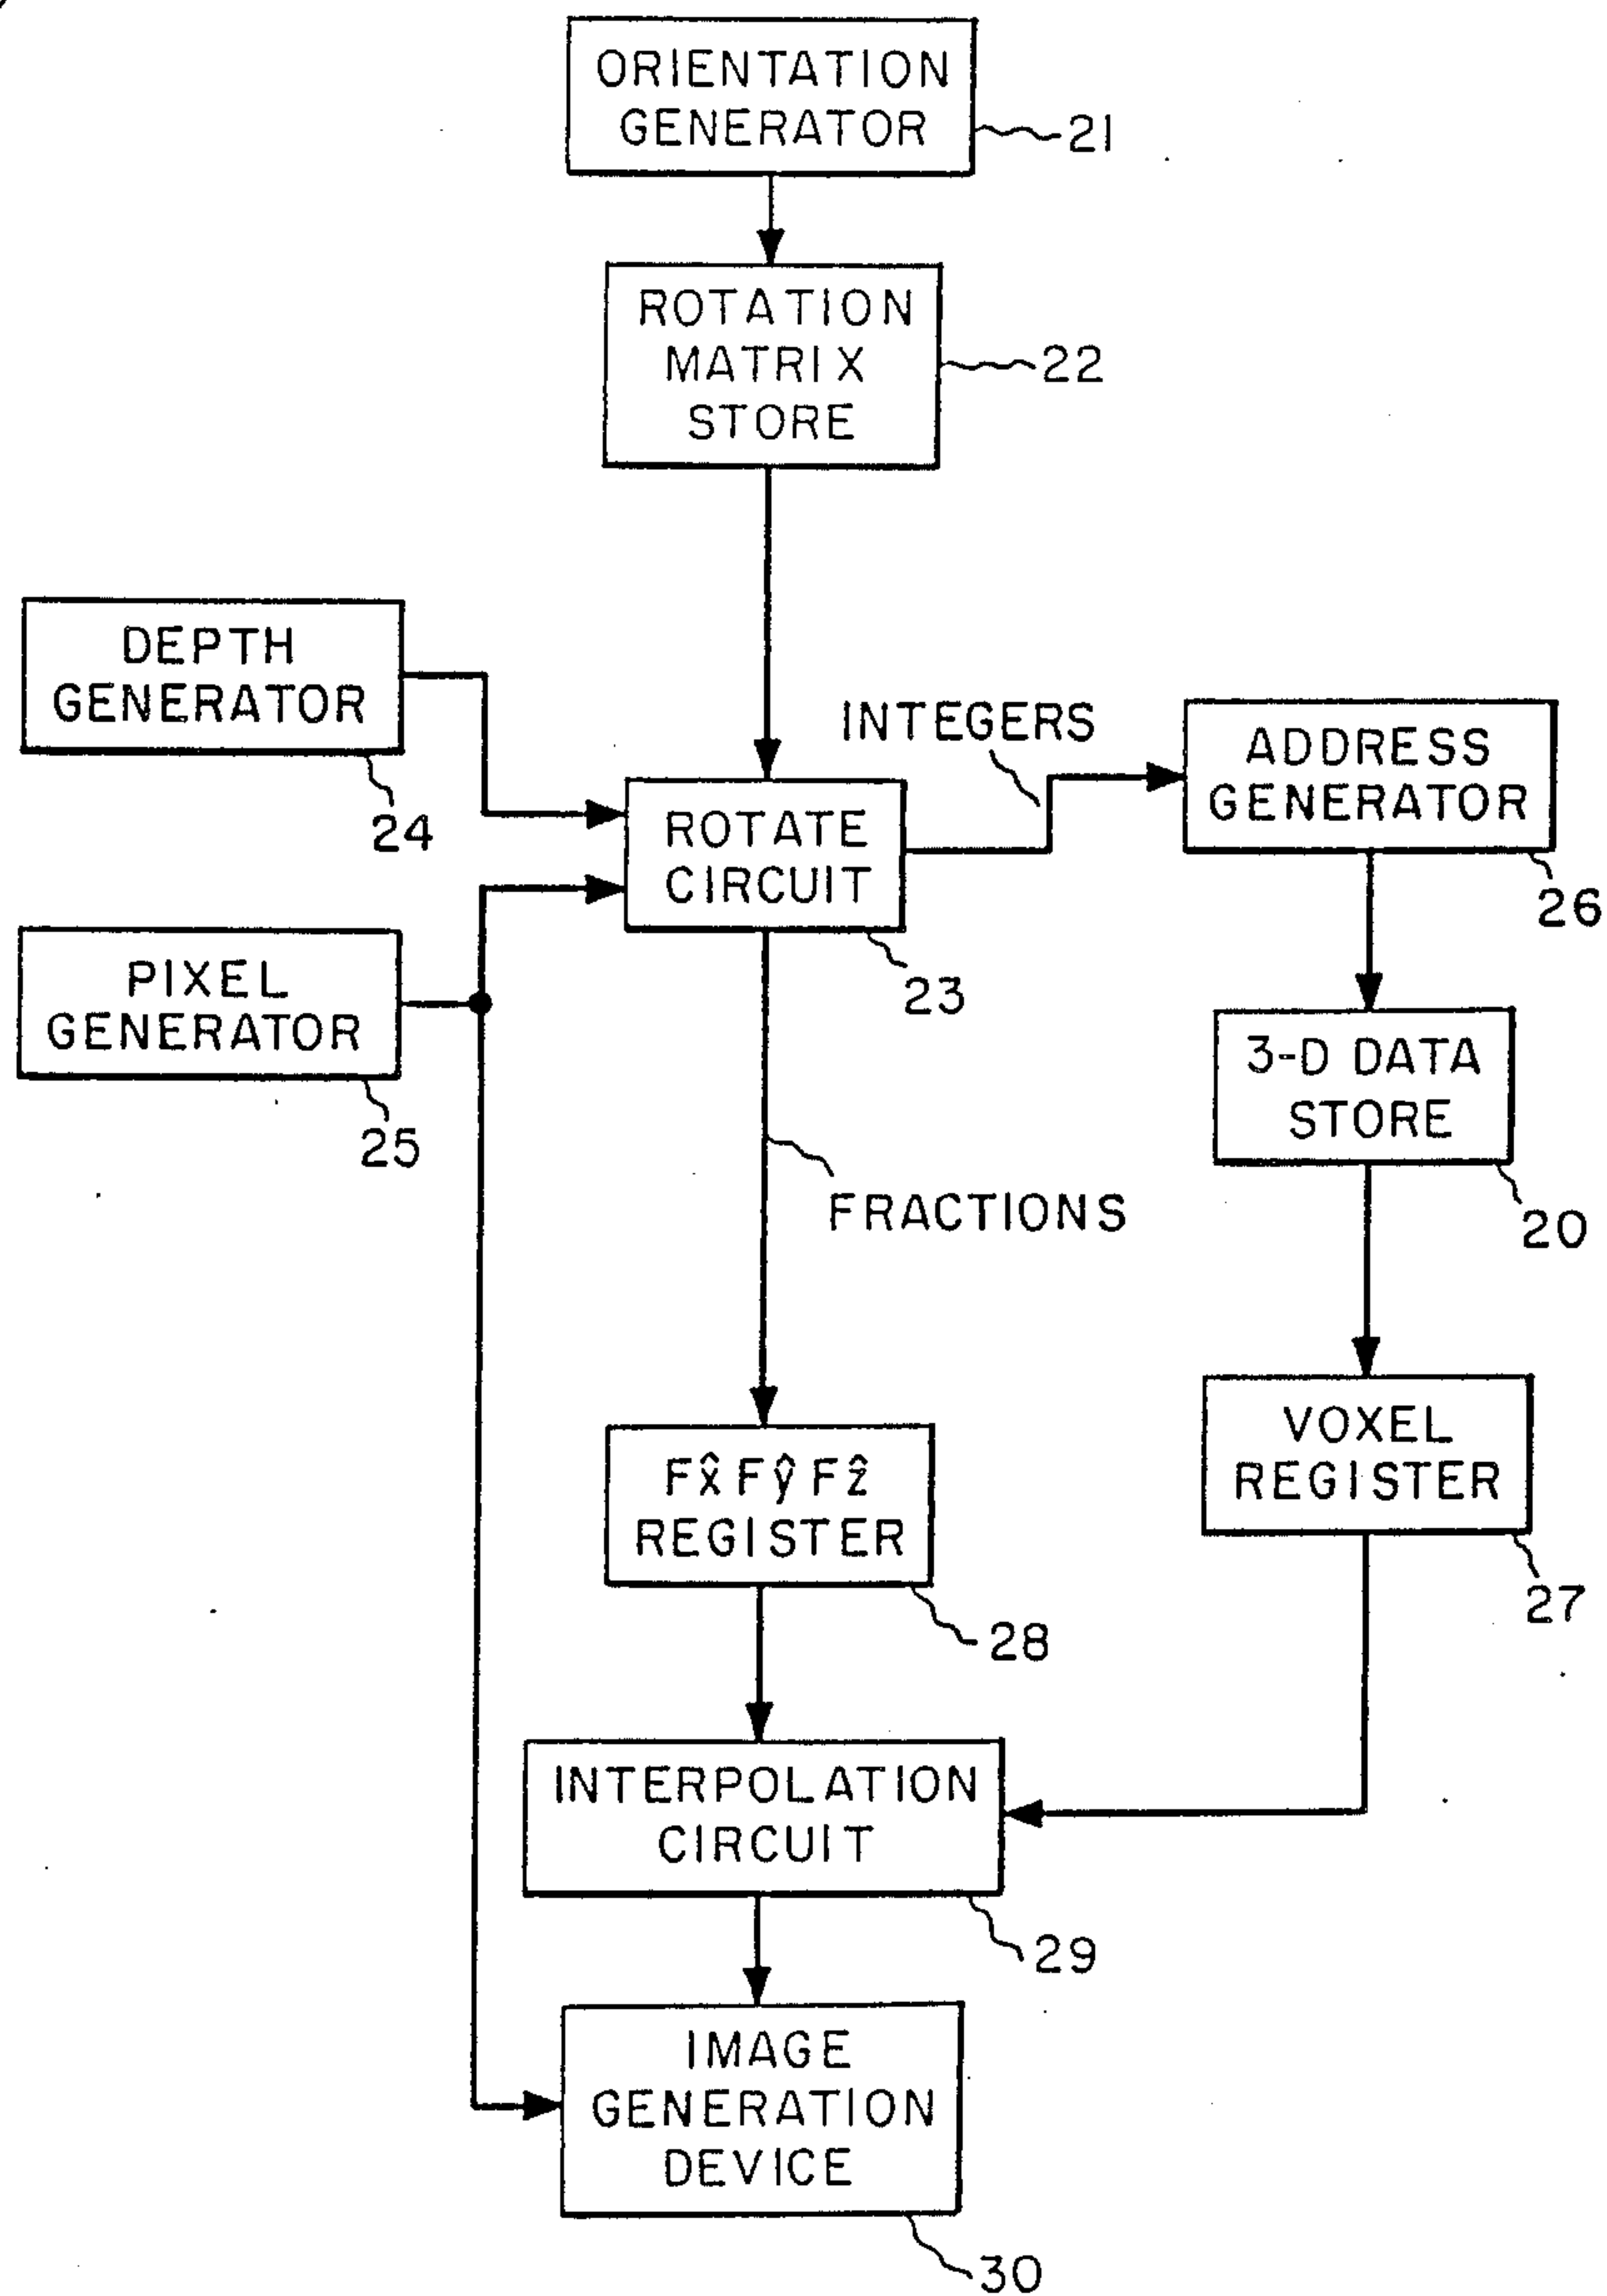 ORIENTATION
GENERATOR
21
ROTATION
MATRIX
STORE
22
DEPTH
GENERATOR
24
INTEGERS
ADDRESS
GENERATOR
26
ROTATE
CIRCUIT
23
PIXEL
GENERATOR
25
3-D DATA
STORE
20
FRACTIONS
VOXEL
REGISTER
27
Fx̂ Fŷ Fẑ
REGISTER
28
INTERPOLATION
CIRCUIT
29
IMAGE
GENERATION
DEVICE
30